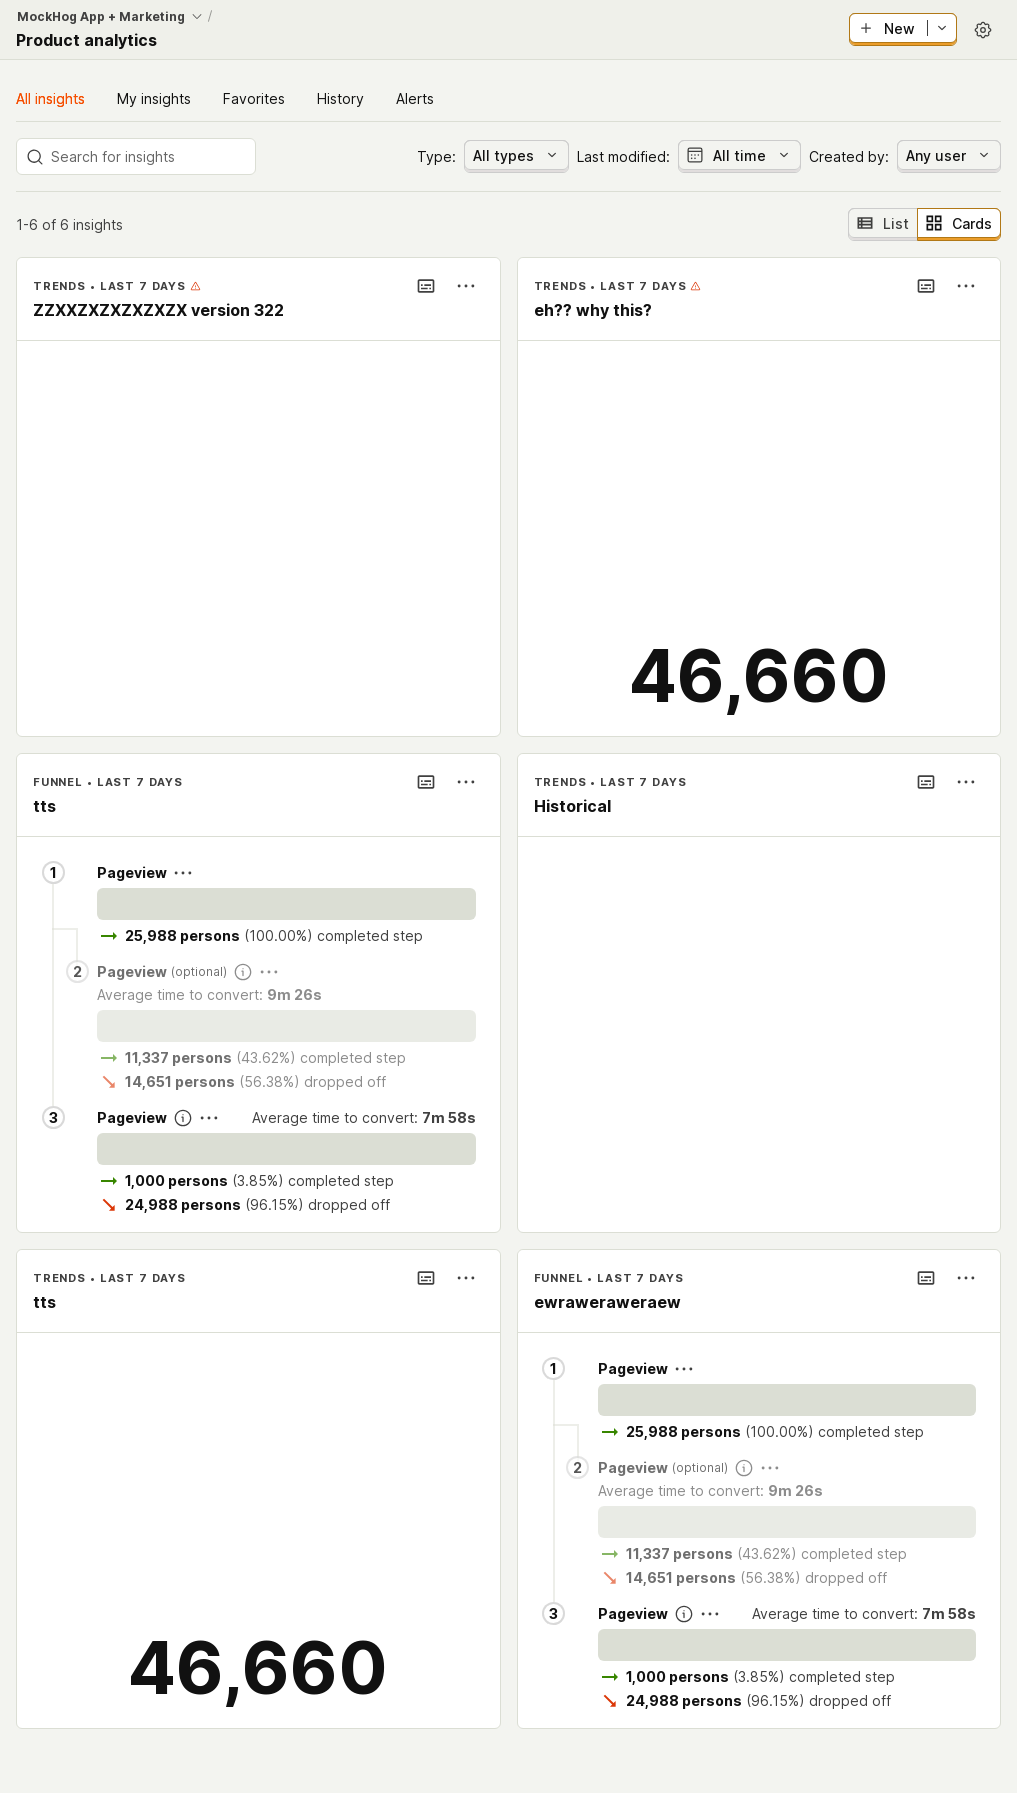 MockHog App + Marketing /
Product analytics
New
All insights My insights Favorites History Alerts
Search for insights Type: All types Last modified: All time Created by: Any user
1-6 of 6 insights List Cards
TRENDS • LAST 7 DAYS
ZZXXZXZXZXZXZX version 322
TRENDS • LAST 7 DAYS
eh?? why this?
46,660
FUNNEL • LAST 7 DAYS
tts
1 Pageview
25,988 persons (100.00%) completed step
2 Pageview (optional)
Average time to convert: 9m 26s
11,337 persons (43.62%) completed step
14,651 persons (56.38%) dropped off
3 Pageview Average time to convert: 7m 58s
1,000 persons (3.85%) completed step
24,988 persons (96.15%) dropped off
TRENDS • LAST 7 DAYS
Historical
TRENDS • LAST 7 DAYS
tts
46,660
FUNNEL • LAST 7 DAYS
ewraweraweraew
1 Pageview
25,988 persons (100.00%) completed step
2 Pageview (optional)
Average time to convert: 9m 26s
11,337 persons (43.62%) completed step
14,651 persons (56.38%) dropped off
3 Pageview Average time to convert: 7m 58s
1,000 persons (3.85%) completed step
24,988 persons (96.15%) dropped off